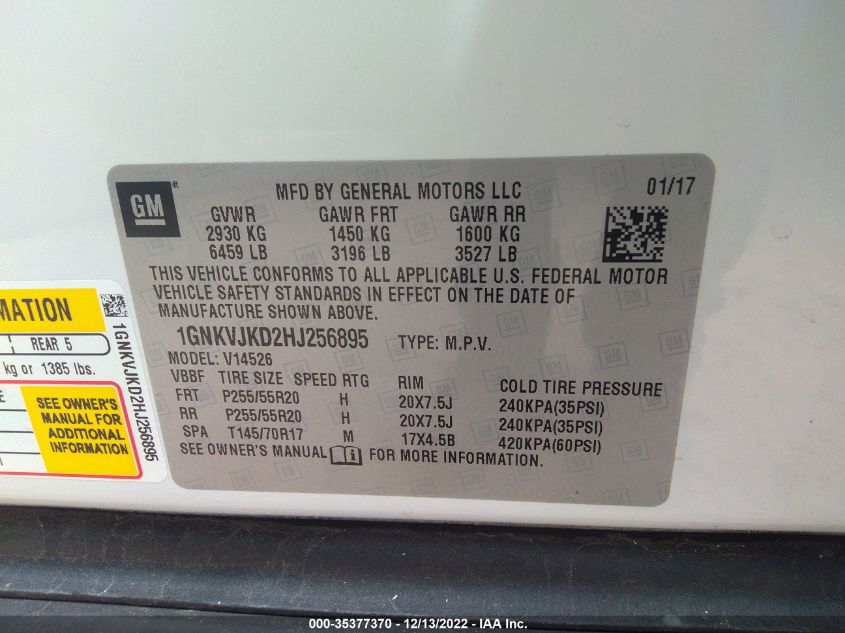 GM
®
MFD BY GENERAL MOTORS LLC
01/17
GVWR GAWR FRT GAWR RR
2930 KG 1450 KG 1600 KG
6459 LB 3196 LB 3527 LB
THIS VEHICLE CONFORMS TO ALL APPLICABLE U.S. FEDERAL MOTOR
VEHICLE SAFETY STANDARDS IN EFFECT ON THE DATE OF
MANUFACTURE SHOWN ABOVE.
1GNKVJKD2HJ256895 TYPE: M.P.V.
MODEL: V14526
VBBF TIRE SIZE SPEED RTG RIM COLD TIRE PRESSURE
FRT P255/55R20 H 20X7.5J 240KPA(35PSI)
RR P255/55R20 H 20X7.5J 240KPA(35PSI)
SPA T145/70R17 M 17X4.5B 420KPA(60PSI)
SEE OWNER'S MANUAL FOR MORE INFORMATION.
REAR 5
kg or 1385 lbs.
SEE OWNER'S
MANUAL FOR
ADDITIONAL
INFORMATION
1GNKVJKD2HJ256895
000-35377370 - 12/13/2022 - IAA Inc.